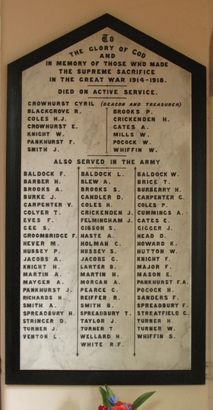 To
THE GLORY OF GOD
AND
IN MEMORY OF THOSE WHO MADE
THE SUPREME SACRIFICE
IN THE GREAT WAR 1914-1918.
DIED ON ACTIVE SERVICE.
CROWHURST CYRIL (DEACON AND TREASURER)
BLACKGROVE R. BROOKS P.
COLES H.J. CRICKENDEN H.
CROWHURST E. GATES A.
KNIGHT W. MILLS W.
PANKHURST F. POCOCK W.
SMITH J. WHIFFIN W.
ALSO SERVED IN THE ARMY
BALDOCK F. BALDOCK L. BALDOCK W.
BARBER H. BLEW A. BRICE T.
BROOKS A. BROOKS S. BURBERRY H.
BURKE J. CANDLER D. CARPENTER G.
CARPENTER V. COLES H. COLES P.
COLYER T. CRICKENDEN J. CUMMINGS A.
EYES F. FELMINGHAM J. GATES E.
GEE S. GIBSON S. GIGGER J.
GROOMBRIDGE F. HASTE A. HEAD D.
HEVER M. HOLMAN C. HOWARD K.
HUSSEY P. HUSSEY S. HUTTON W.
JACOBS A. JACOBS C. KNIGHT F.
KNIGHT H. LARTER B. MAJOR F.
MARTIN A. MARTIN H. MASON E.
MAYGER A. MORGAN A. PANKHURST F.A.
PANKHURST J. PEARCE C. POCOCK H.
RICHARDS H. REIFFER R. SANDERS F.
SMITH A. SMITH B. SPREADBURY F.
SPREADBURY H. SPREADBURY T. STREATFIELD C.
STRINGER D. TAYLOR J. TURNER H.
TURNER J. TURNER T. TURNER W.
VENTON L. WELLARD H. WHIFFIN S.
WHITE R.F.